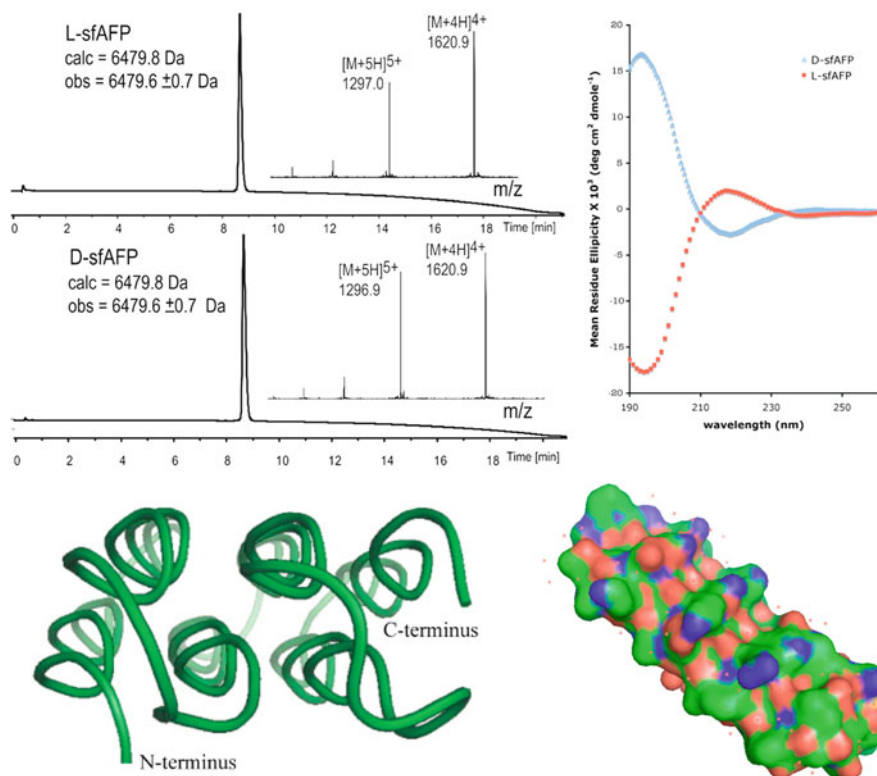 L-sfAFP
calc = 6479.8 Da
obs = 6479.6 ±0.7 Da
[M+5H]5+
1297.0
[M+4H]4+
1620.9
m/z
0 2 4 6 8 10 12 14 16 18 Time [min]
D-sfAFP
calc = 6479.8 Da
obs = 6479.6 ±0.7 Da
[M+5H]5+
1296.9
[M+4H]4+
1620.9
m/z
0 2 4 6 8 10 12 14 16 18 Time [min]
Mean Residue Ellipicity X 10³ (deg cm² dmole⁻¹)
20
15
10
5
0
-5
-10
-15
-20
190 210 230 250
wavelength (nm)
D-sfAFP
L-sfAFP
C-terminus
N-terminus